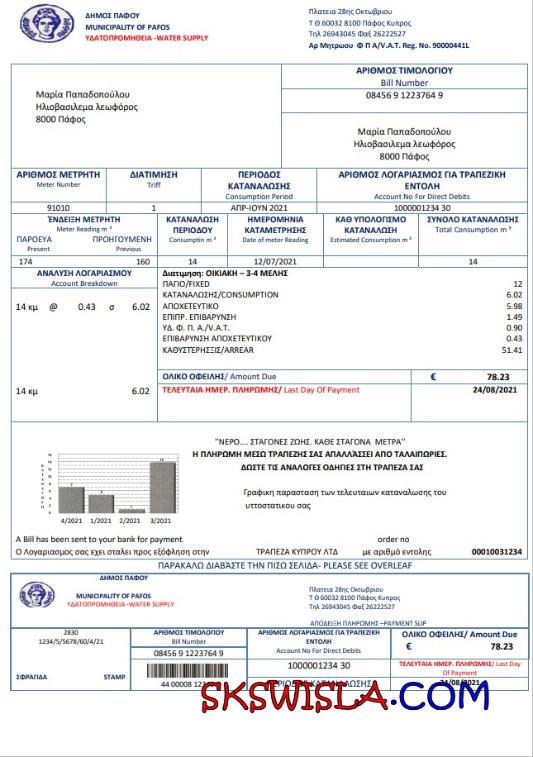 ΔΗΜΟΣ ΠΑΦΟΥ
MUNICIPALITY OF PAFOS
ΥΔΑΤΟΠΡΟΜΗΘΕΙΑ -WATER SUPPLY
Πλατεια 28ης Οκτωβριου
Τ Θ 60032 8100 Πάφος Κυπρος
Τηλ 26943045 Φαξ 26222527
Αρ Μητρωου Φ Π Α/V.A.T. Reg. No. 90000441L
Μαρία Παπαδοπούλου
Ηλιοβασιλεμα λεωφόρος
8000 Πάφος
ΑΡΙΘΜΟΣ ΤΙΜΟΛΟΓΙΟΥ
Bill Number
08456 9 1223764 9
Μαρία Παπαδοπούλου
Ηλιοβασιλεμα λεωφόρος
8000 Πάφος
ΑΡΙΘΜΟΣ ΜΕΤΡΗΤΗ
Meter Number
ΔΙΑΤΙΜΗΣΗ
Triff
ΠΕΡΙΟΔΟΣ
ΚΑΤΑΝΑΛΩΣΗΣ
Consumption Period
ΑΡΙΘΜΟΣ ΛΟΓΑΡΙΑΣΜΟΥ ΓΙΑ ΤΡΑΠΕΖΙΚΗ
ΕΝΤΟΛΗ
Account No For Direct Debits
91010
1
ΑΠΡ-ΙΟΥΝ 2021
1000001234 30
ΈΝΔΕΙΞΗ ΜΕΤΡΗΤΗ
Meter Reading m ³
ΠΑΡΟΕΥΑ ΠΡΟΗΓΟΥΜΕΝΗ
Present Previous
ΚΑΤΑΝΑΛΩΣΗ
ΠΕΡΙΟΔΟΥ
Consumptin m ³
ΗΜΕΡΟΜΗΝΙΑ
ΚΑΤΑΜΕΤΡΗΣΗΣ
Date of meter Reading
ΚΑΘ ΥΠΟΛΟΓΙΣΜΟ
ΚΑΤΑΝΑΛΩΣΗ
Estimated Consumption m ³
ΣΥΝΟΛΟ ΚΑΤΑΝΑΛΩΣΗΣ
Total Consumption m ³
174 160
14
12/07/2021
14
ΑΝΑΛΥΣΗ ΛΟΓΑΡΙΑΣΜΟΥ
Account Breakdown
14 κμ @ 0.43 σ 6.02
14 κμ 6.02
Διατιμηση: ΟΙΚΙΑΚΗ – 3-4 ΜΕΛΗΣ
ΠΑΓΙΟ/FIXED 12
ΚΑΤΑΝΑΛΩΣΗΣ/CONSUMPTION 6.02
ΑΠΟΧΕΤΕΥΤΙΚΟ 5.98
ΕΠΙΠΡ. ΕΠΙΒΑΡΥΝΣΗ 1.49
ΥΔ. Φ. Π. Α./V.A.T. 0.90
ΕΠΙΒΑΡΥΝΣΗ ΑΠΟΧΕΤΕΥΤΙΚΟΥ 0.43
ΚΑΘΥΣΤΈΡΗΣΞΙΣ/ARREAR 51.41
ΟΛΙΚΟ ΟΦΕΙΛΗΣ/ Amount Due € 78.23
ΤΕΛΕΥΤΑΙΑ ΗΜΕΡ. ΠΛΗΡΩΜΗΣ/ Last Day Of Payment 24/08/2021
ΚΑΤΑΝΑΛΩΣΗ
4/2021 1/2021 2/2021 3/2021
''ΝΕΡΟ.... ΣΤΑΓΟΝΕΣ ΖΩΗΣ. ΚΑΘΕ ΣΤΑΓΟΝΑ ΜΕΤΡΑ''
Η ΠΛΗΡΩΜΗ ΜΕΣΩ ΤΡΑΠΕΖΗΣ ΣΑΣ ΑΠΑΛΛΑΣΣΕΙ ΑΠΟ ΤΑΛΑΙΠΩΡΙΕΣ.
ΔΩΣΤΕ ΤΙΣ ΑΝΑΛΟΓΕΣ ΟΔΗΓΙΕΣ ΣΤΗ ΤΡΑΠΕΖΑ ΣΑΣ
Γραφικη παρασταση των τελευταιων καταναλωσης του
υττοστατικου σας
A Bill has been sent to your bank for payment order no
Ο Λογαριασμος σας εχει σταλει προς εξόφληση στην ΤΡΑΠΕΖΑ ΚΥΠΡΟΥ ΛΤΔ με αριθμό εντολης 00010031234
ΠΑΡΑΚΑΛΩ ΔΙΑΒΆΣΤΕ ΤΗΝ ΠΙΣΩ ΣΕΛΙΔΑ- PLEASE SEE OVERLEAF
ΔΗΜΟΣ ΠΑΦΟΥ
MUNICIPALITY OF PAFOS
ΥΔΑΤΟΠΡΟΜΗΘΕΙΑ -WATER SUPPLY
Πλατεια 28ης Οκτωβριου
Τ Θ 60032 8100 Πάφος Κυπρος
Τηλ 26943045 Φαξ 26222527
ΑΠΟΔΕΙΞΗ ΠΛΗΡΩΜΗΣ –PAYMENT SLIP
2830
1234/5/5678/60/4/21
ΣΦΡΑΓΙΔΑ STAMP
ΑΡΙΘΜΟΣ ΤΙΜΟΛΟΓΙΟΥ
Bill Number
08456 9 1223764 9
44 00008
ΑΡΙΘΜΟΣ ΛΟΓΑΡΙΑΣΜΟΥ ΓΙΑ ΤΡΑΠΕΖΙΚΗ
ΕΝΤΟΛΗ
Account No For Direct Debits
1000001234 30
ΟΛΙΚΟ ΟΦΕΙΛΗΣ/ Amount Due
€ 78.23
ΤΕΛΕΥΤΑΙΑ ΗΜΕΡ. ΠΛΗΡΩΜΗΣ/ Last Day
Of Payment
24/08/2021
SKSWISLA.COM